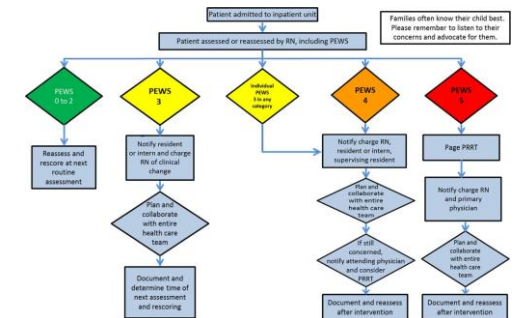 Patient admitted to inpatient unit
Families often know their child best.
Please remember to listen to their
concerns and advocate for them.
Patient assessed or reassessed by RN, including PEWS
PEWS
0 to 2
Reassess and
rescore at next
routine
assessment
PEWS
3
Notify resident
or intern and charge
RN of clinical
change
Plan and
collaborate
with entire
health care
team
Document and
determine time of
next assessment
and rescoring
Individual
PEWS
3 in any
category
PEWS
4
Notify charge RN,
resident or intern,
supervising resident
Plan and
collaborate
with entire
health care
team
If still
concerned,
notify attending physician
and consider
PRRT
Document and reassess
after intervention
PEWS
5
Page PRRT
Notify charge RN
and primary
physician
Plan and
collaborate
with entire
health care
team
Document and reassess
after intervention